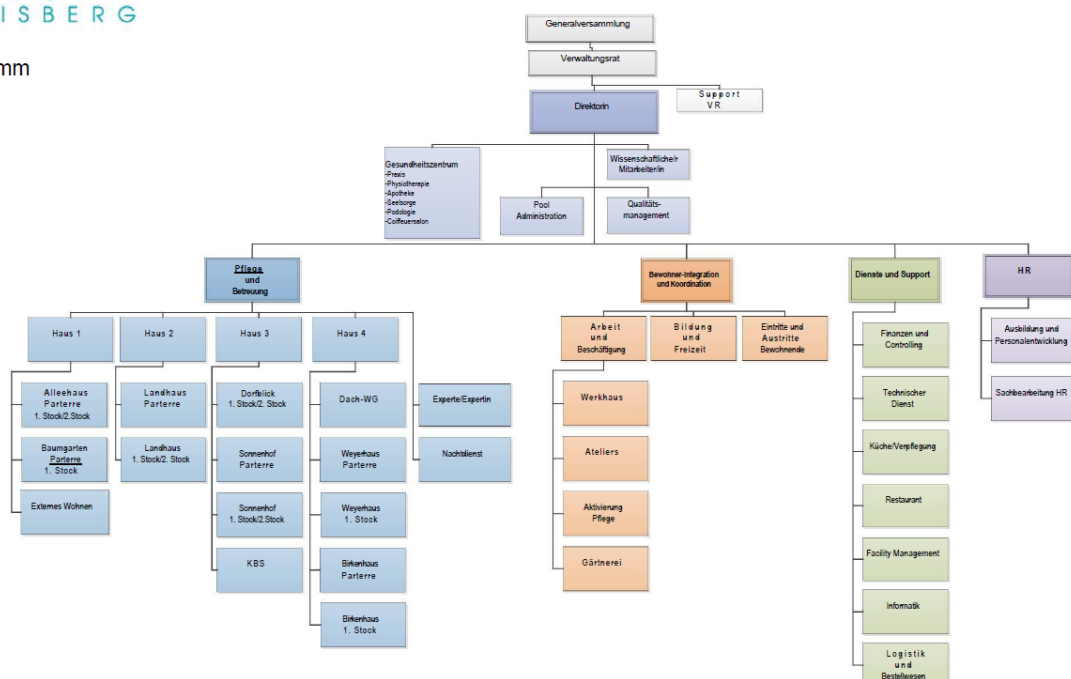 ISBERG
mm
Generalversammlung
Verwaltungsrat
Support
VR
Direktorin
Gesundheitszentrum
-Praxis
-Physiotherapie
-Apotheke
-Seelsorge
-Podologie
-Coiffeursalon
Wissenschaftliche/r
Mitarbeiter/in
Pool
Administration
Qualitäts-
management
Pflege
und
Betreuung
Bewohner-Integration
und Koordination
Dienste und Support
HR
Haus 1
Haus 2
Haus 3
Haus 4
Arbeit
und
Beschäftigung
Bildung
und
Freizeit
Eintritte und
Austritte
Bewohnende
Finanzen und
Controlling
Ausbildung und
Personalentwicklung
Alleehaus
Parterre
1. Stock/2.Stock
Landhaus
Parterre
Dorfblick
1. Stock/2. Stock
Dach-WG
Experte/Expertin
Werkhaus
Technischer
Dienst
Sachbearbeitung HR
Baumgarten
Parterre
1. Stock
Landhaus
1. Stock/2. Stock
Sonnenhof
Parterre
Weyerhaus
Parterre
Nachtdienst
Ateliers
Küche/Verpflegung
Externes Wohnen
Sonnenhof
1. Stock/2.Stock
Weyerhaus
1. Stock
Aktivierung
Pflege
Restaurant
KBS
Birkenhaus
Parterre
Gärtnerei
Facility Management
Birkenhaus
1. Stock
Informatik
Logistik
und
Bestellwesen